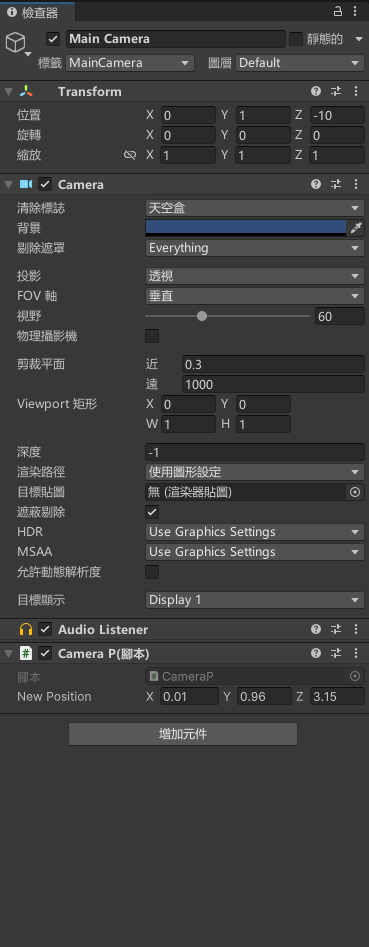 檢查器
Main Camera 靜態的
標籤 MainCamera 圖層 Default
Transform
位置 X 0 Y 1 Z -10
旋轉 X 0 Y 0 Z 0
縮放 X 1 Y 1 Z 1
Camera
清除標誌 天空盒
背景
剔除遮罩 Everything
投影 透視
FOV 軸 垂直
視野 60
物理攝影機
剪裁平面 近 0.3
遠 1000
Viewport 矩形 X 0 Y 0
W 1 H 1
深度 -1
渲染路徑 使用圖形設定
目標貼圖 無 (渲染器貼圖)
遮蔽剔除
HDR Use Graphics Settings
MSAA Use Graphics Settings
允許動態解析度
目標顯示 Display 1
Audio Listener
# Camera P(腳本)
腳本 CameraP
New Position X 0.01 Y 0.96 Z 3.15
增加元件